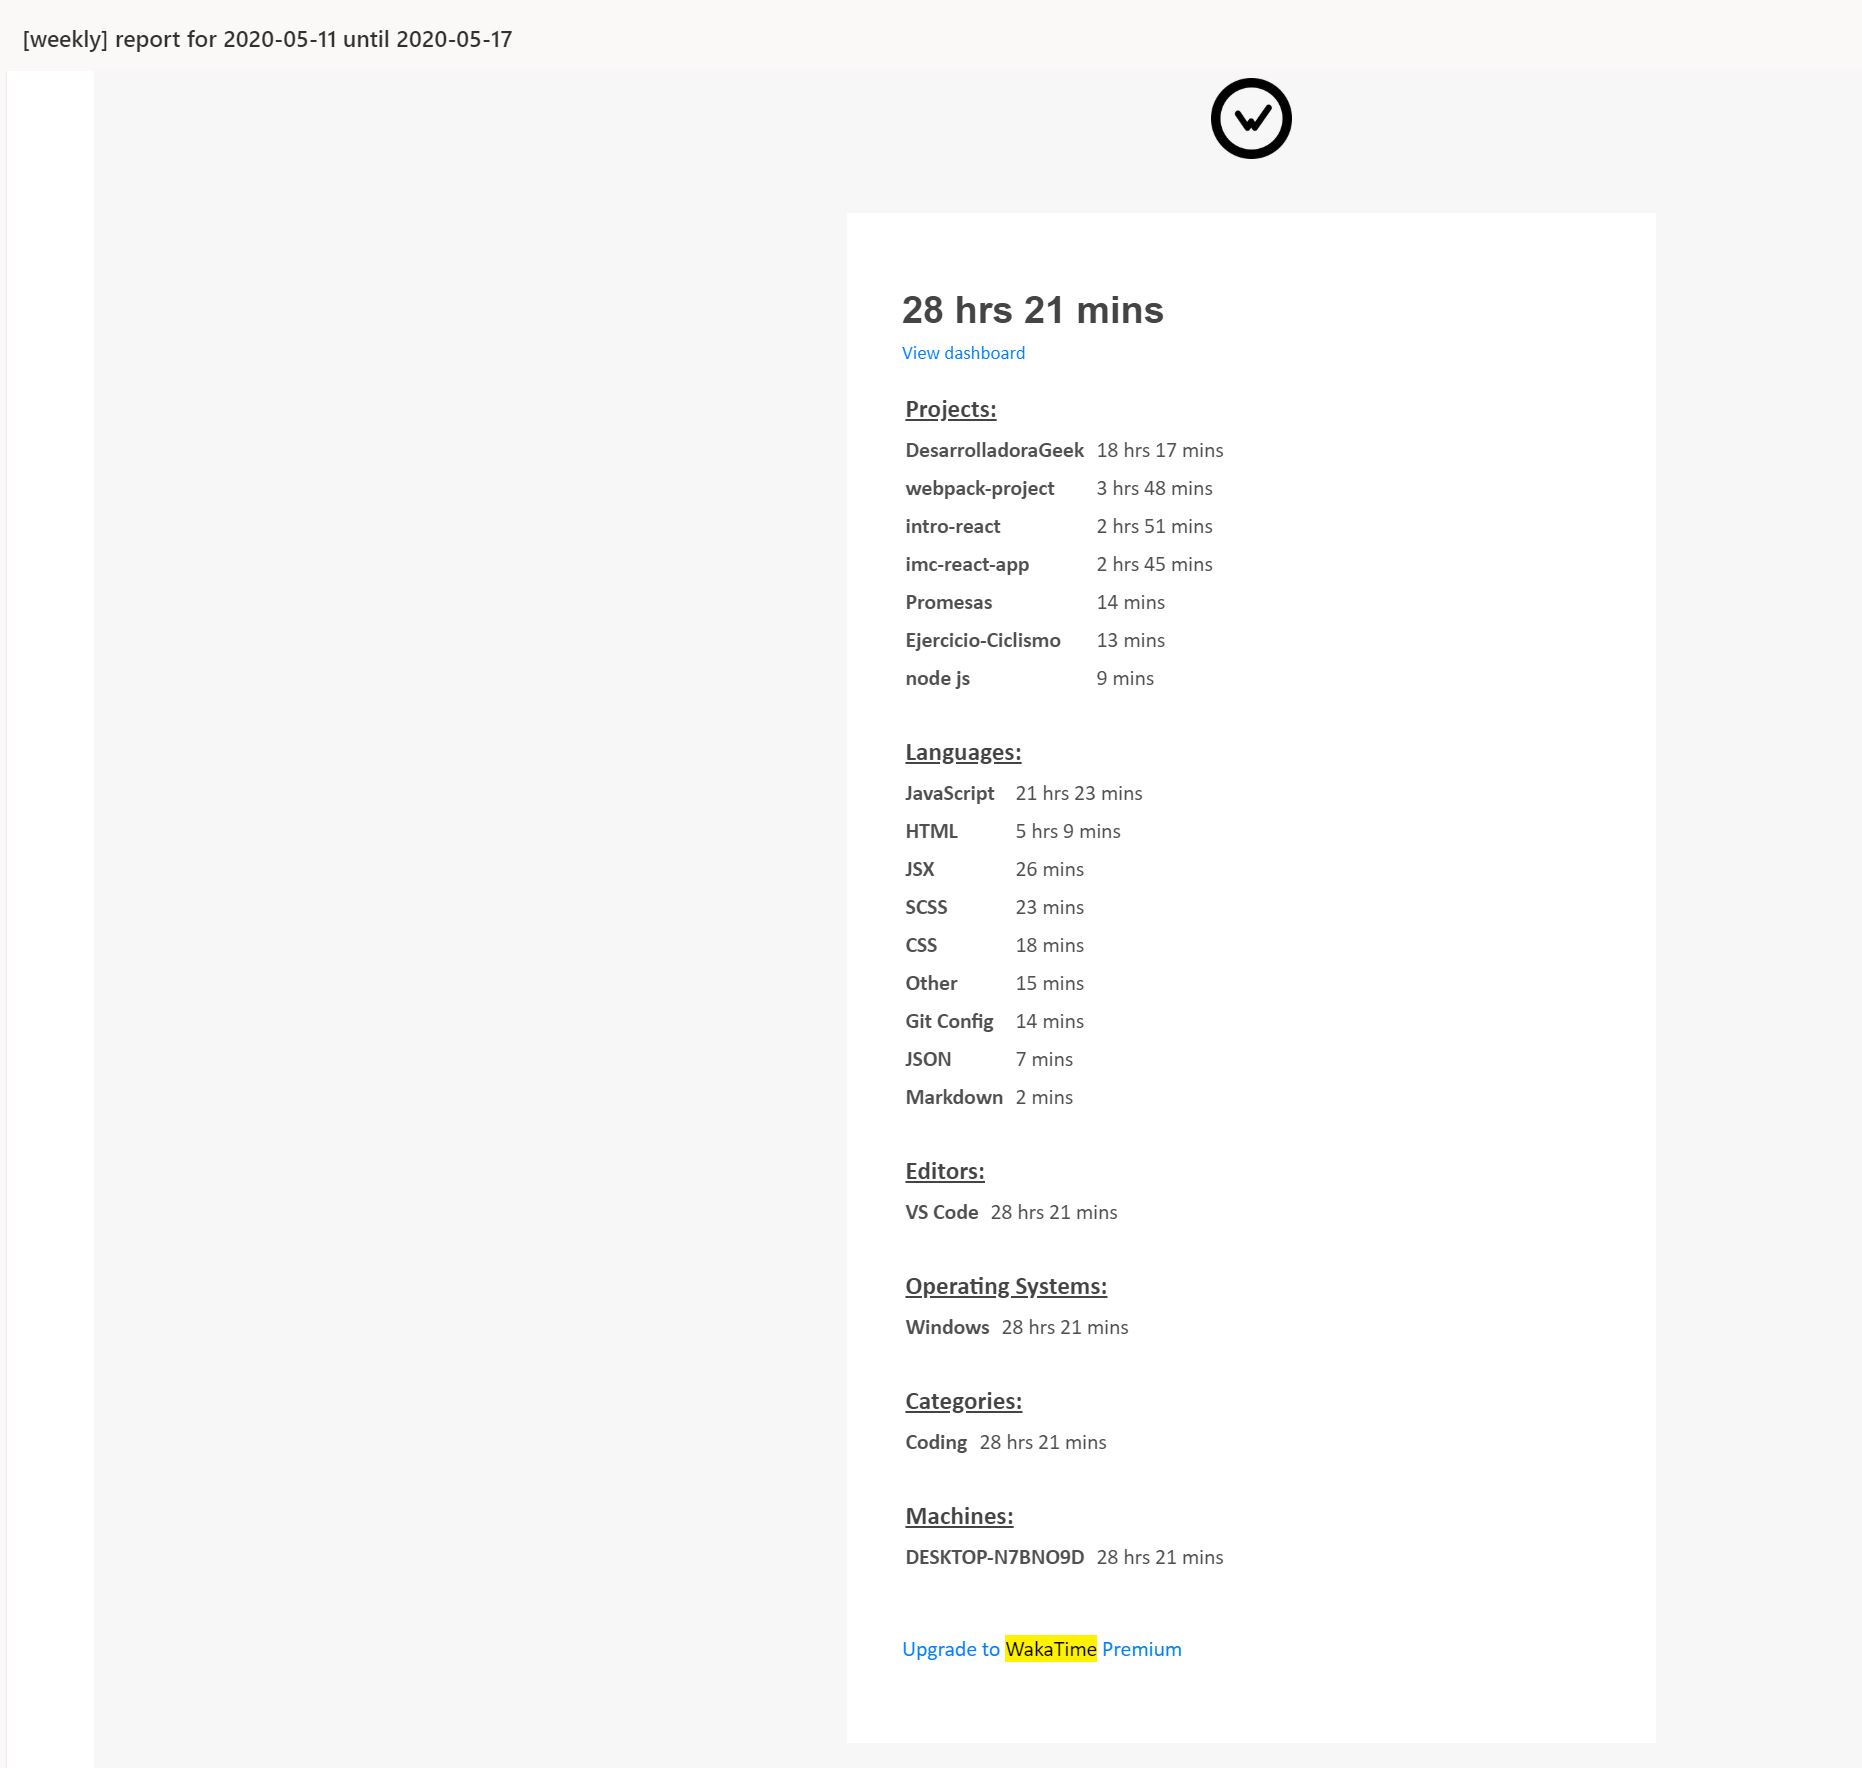 [weekly] report for 2020-05-11 until 2020-05-17
28 hrs 21 mins
View dashboard
Projects:
DesarrolladoraGeek 18 hrs 17 mins
webpack-project 3 hrs 48 mins
intro-react 2 hrs 51 mins
imc-react-app 2 hrs 45 mins
Promesas 14 mins
Ejercicio-Ciclismo 13 mins
node js 9 mins
Languages:
JavaScript 21 hrs 23 mins
HTML 5 hrs 9 mins
JSX 26 mins
SCSS 23 mins
CSS 18 mins
Other 15 mins
Git Config 14 mins
JSON 7 mins
Markdown 2 mins
Editors:
VS Code 28 hrs 21 mins
Operating Systems:
Windows 28 hrs 21 mins
Categories:
Coding 28 hrs 21 mins
Machines:
DESKTOP-N7BNO9D 28 hrs 21 mins
Upgrade to WakaTime Premium